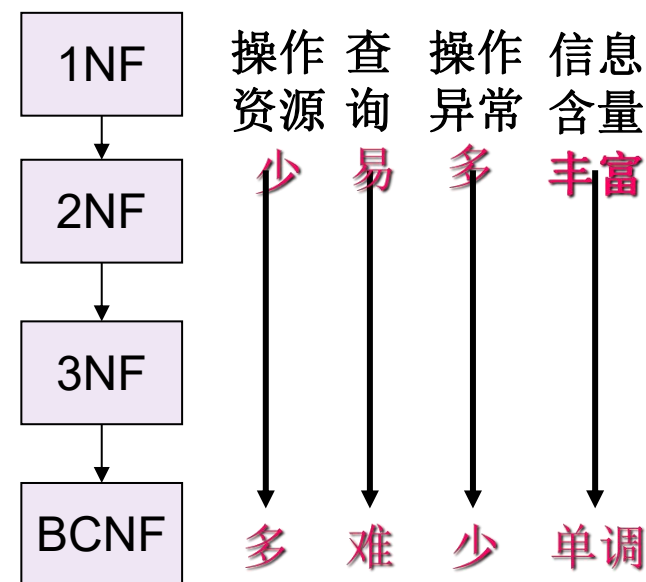 1NF
2NF
3NF
BCNF
操作 查 操作 信息
资源 询 异常 含量
少 易 多 丰富
多 难 少 单调